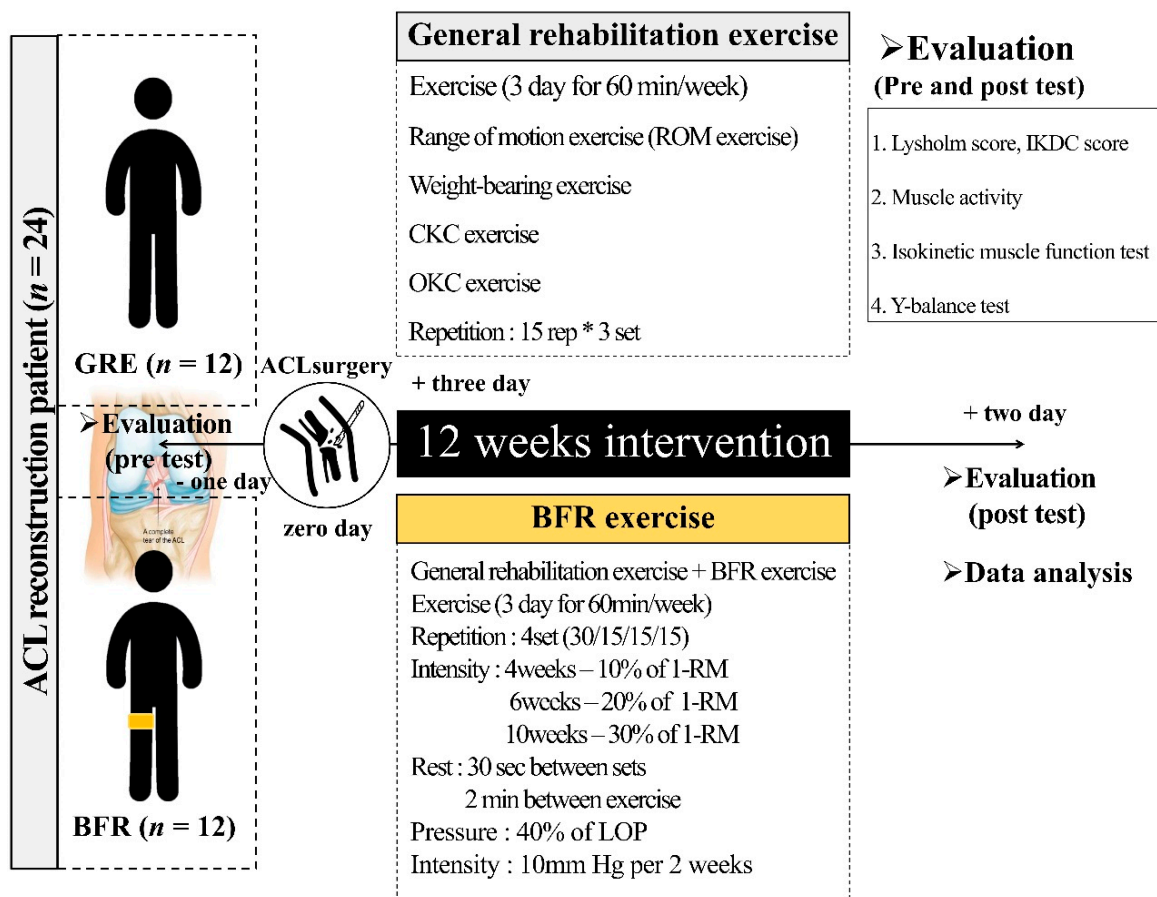 ACL reconstruction patient (n = 24)
GRE (n = 12)
➢Evaluation
(pre test)
- one day
A complete
tear of the ACL
BFR (n = 12)
ACLsurgery
zero day
General rehabilitation exercise
Exercise (3 day for 60 min/week)
Range of motion exercise (ROM exercise)
Weight-bearing exercise
CKC exercise
OKC exercise
Repetition : 15 rep * 3 set
+ three day
12 weeks intervention
BFR exercise
General rehabilitation exercise + BFR exercise
Exercise (3 day for 60min/week)
Repetition : 4set (30/15/15/15)
Intensity : 4weeks – 10% of 1-RM
6weeks – 20% of 1-RM
10weeks – 30% of 1-RM
Rest : 30 sec between sets
2 min between exercise
Pressure : 40% of LOP
Intensity : 10mm Hg per 2 weeks
➢Evaluation
(Pre and post test)
1. Lysholm score, IKDC score
2. Muscle activity
3. Isokinetic muscle function test
4. Y-balance test
+ two day
➢Evaluation
(post test)
➢Data analysis